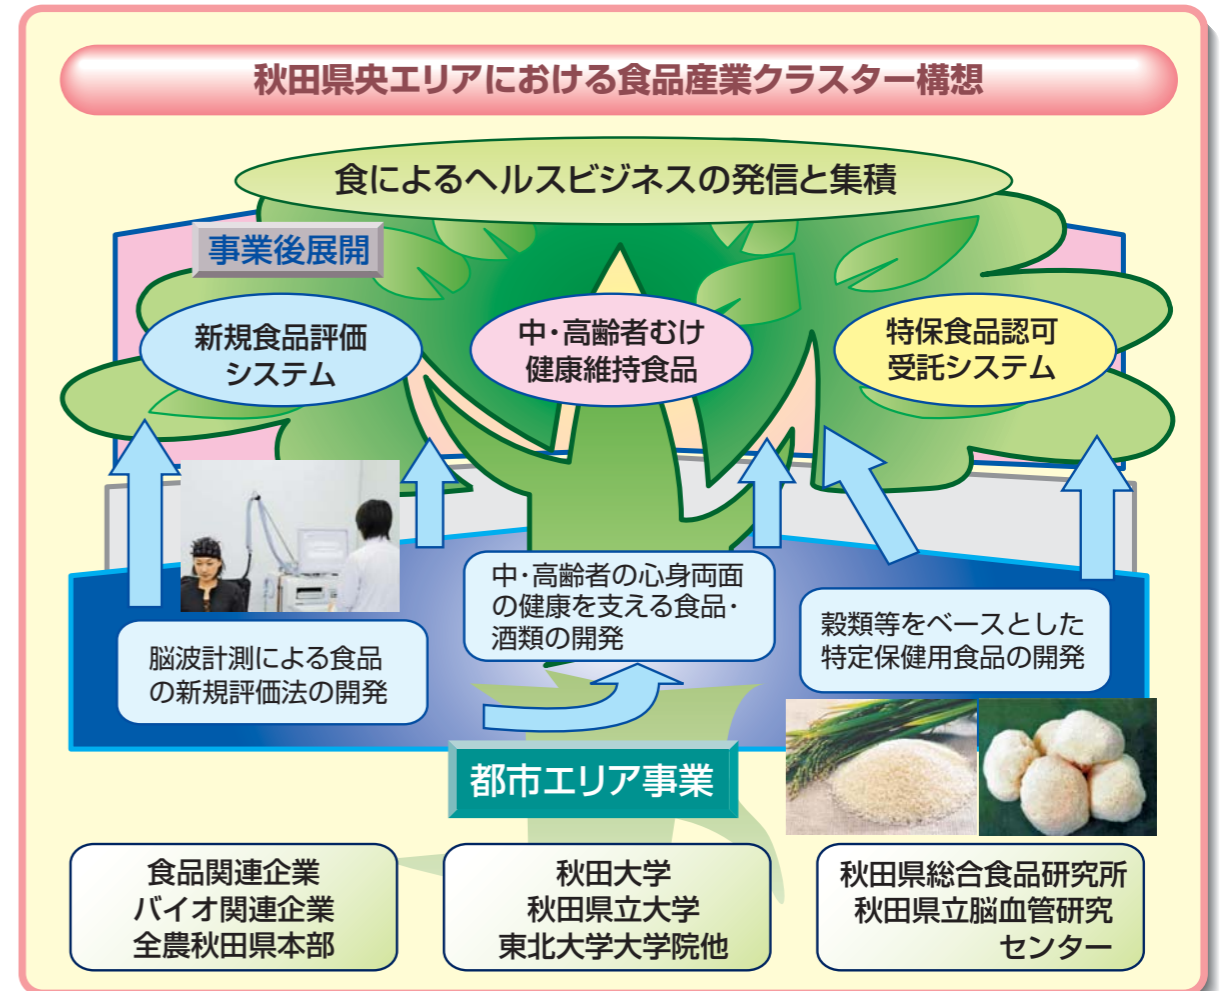 秋田県央エリアにおける食品産業クラスター構想
食によるヘルスビジネスの発信と集積
事業後展開
新規食品評価
システム
中・高齢者むけ
健康維持食品
特保食品認可
受託システム
脳波計測による食品
の新規評価法の開発
中・高齢者の心身両面
の健康を支える食品・
酒類の開発
穀類等をベースとした
特定保健用食品の開発
都市エリア事業
食品関連企業
バイオ関連企業
全農秋田県本部
秋田大学
秋田県立大学
東北大学大学院他
秋田県総合食品研究所
秋田県立脳血管研究
センター